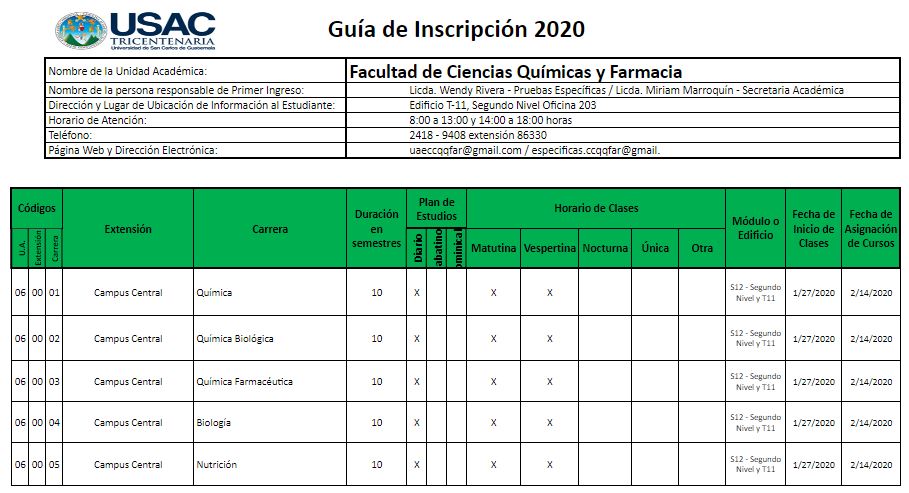 USAC
TRICENTENARIA
Universidad de San Carlos de Guatemala
Guía de Inscripción 2020
Nombre de la Unidad Académica: Facultad de Ciencias Químicas y Farmacia
Nombre de la persona responsable de Primer Ingreso: Licda. Wendy Rivera - Pruebas Específicas / Licda. Miriam Marroquín - Secretaria Académica
Dirección y Lugar de Ubicación de Información al Estudiante: Edificio T-11, Segundo Nivel Oficina 203
Horario de Atención: 8:00 a 13:00 y 14:00 a 18:00 horas
Teléfono: 2418 - 9408 extensión 86330
Página Web y Dirección Electrónica: uaeccqqfar@gmail.com / especificas.ccqqfar@gmail.
Códigos Extensión Carrera Duración en semestres Plan de Estudios Horario de Clases Módulo o Edificio Fecha de Inicio de Clases Fecha de Asignación de Cursos
U.A. Extensión Carrera Diario abatino ominical Matutina Vespertina Nocturna Única Otra
06 00 01 Campus Central Química 10 X X X S12 - Segundo Nivel y T11 1/27/2020 2/14/2020
06 00 02 Campus Central Química Biológica 10 X X X S12 - Segundo Nivel y T11 1/27/2020 2/14/2020
06 00 03 Campus Central Química Farmacéutica 10 X X X S12 - Segundo Nivel y T11 1/27/2020 2/14/2020
06 00 04 Campus Central Biología 10 X X X S12 - Segundo Nivel y T11 1/27/2020 2/14/2020
06 00 05 Campus Central Nutrición 10 X X X S12 - Segundo Nivel y T11 1/27/2020 2/14/2020